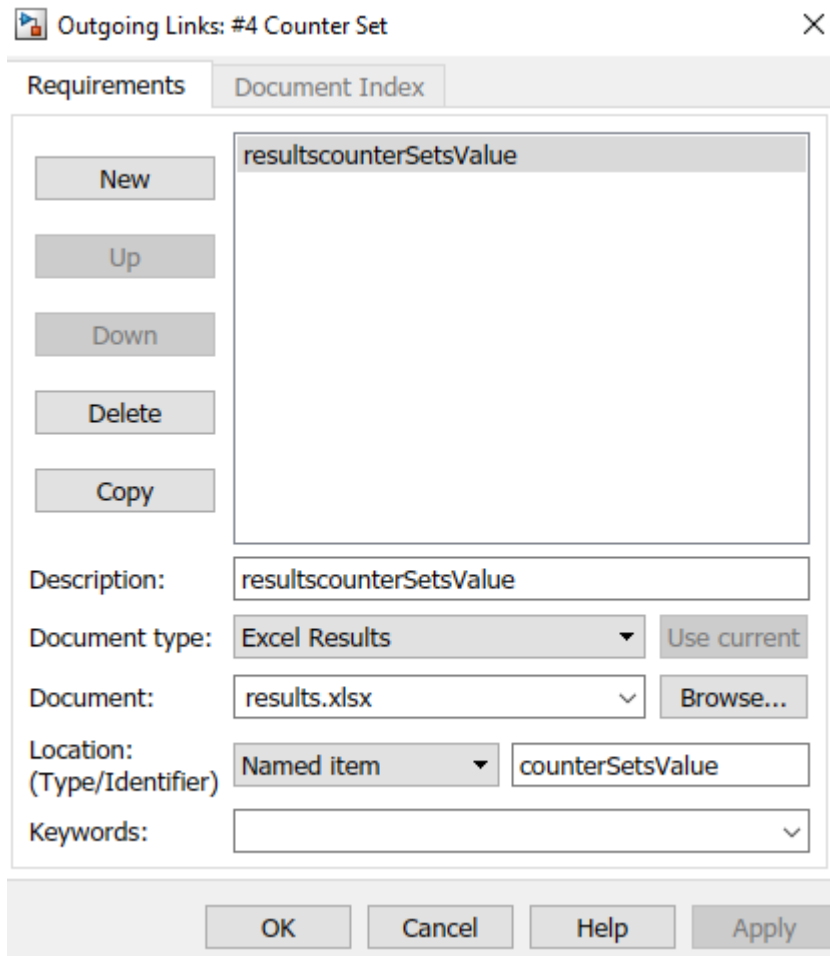 Outgoing Links: #4 Counter Set
Requirements
Document Index
New
Up
Down
Delete
Copy
resultscounterSetsValue
Description:
resultscounterSetsValue
Document type:
Excel Results
Use current
Document:
results.xlsx
Browse...
Location:
(Type/Identifier)
Named item
counterSetsValue
Keywords:
OK
Cancel
Help
Apply